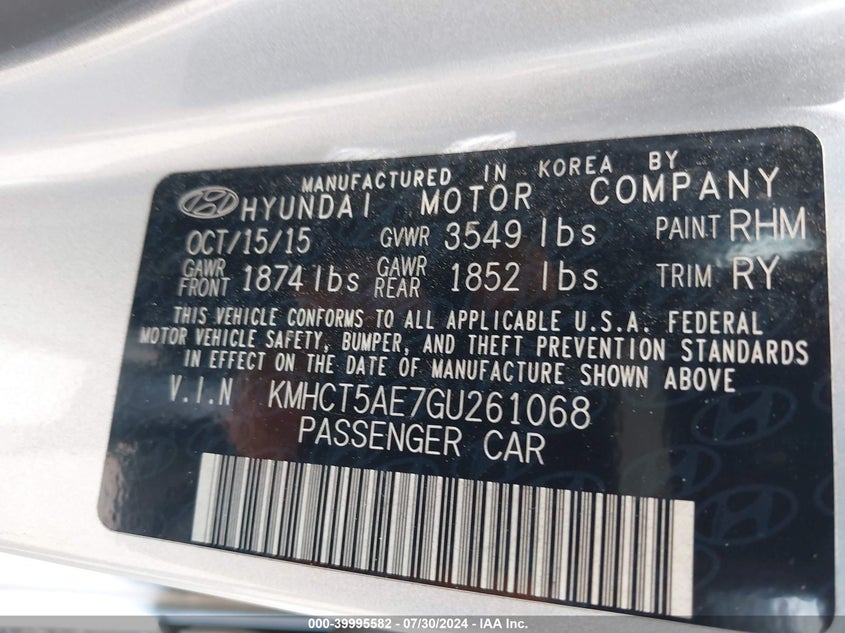 MANUFACTURED IN KOREA BY
HYUNDAI MOTOR COMPANY
OCT/15/15 GVWR 3549 lbs PAINT RHM
GAWR FRONT 1874 lbs GAWR REAR 1852 lbs TRIM RY
THIS VEHICLE CONFORMS TO ALL APPLICABLE U.S.A. FEDERAL
MOTOR VEHICLE SAFETY, BUMPER, AND THEFT PREVENTION STANDARDS
IN EFFECT ON THE DATE OF MANUFACTURE SHOWN ABOVE
V.I.N KMHCT5AE7GU261068
PASSENGER CAR
000-39995582 / 07/30/2024 - IAA Inc.